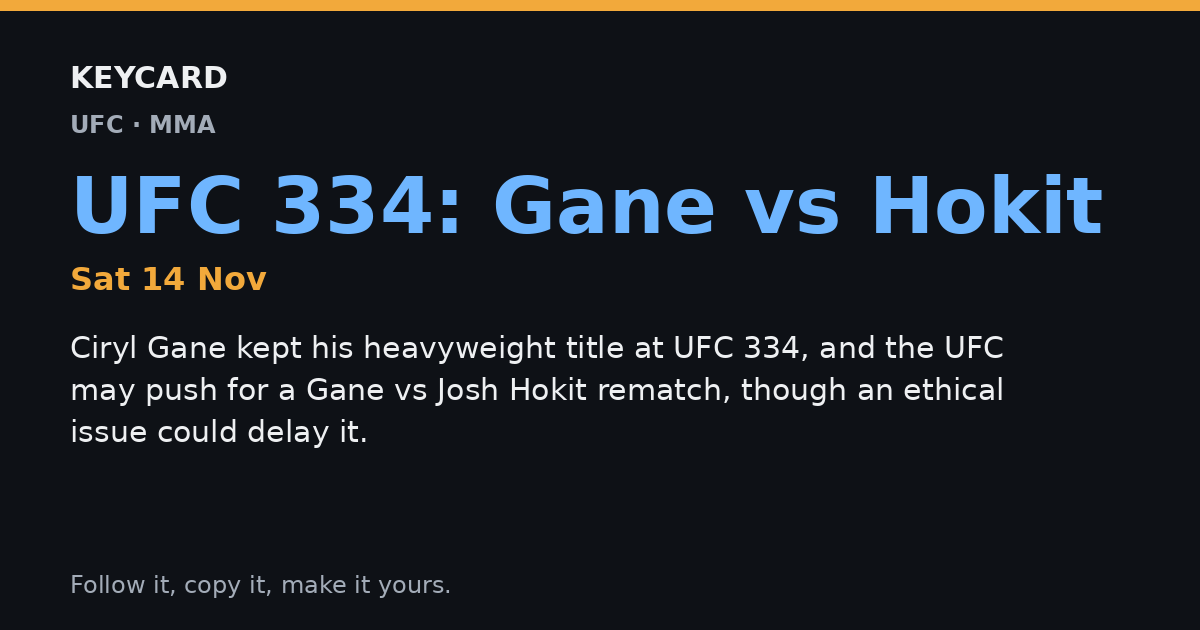 KEYCARD
UFC · MMA
UFC 334: Gane vs Hokit
Sat 14 Nov
Ciryl Gane kept his heavyweight title at UFC 334, and the UFC
may push for a Gane vs Josh Hokit rematch, though an ethical
issue could delay it.
Follow it, copy it, make it yours.